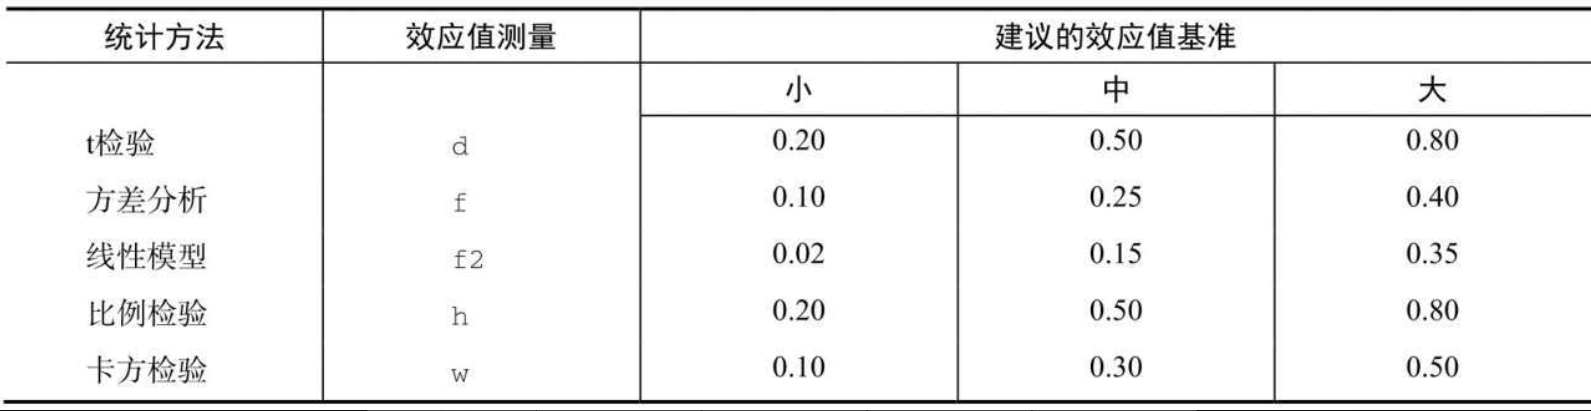 统计方法 效应值测量 建议的效应值基准
小 中 大
t检验 d 0.20 0.50 0.80
方差分析 f 0.10 0.25 0.40
线性模型 f2 0.02 0.15 0.35
比例检验 h 0.20 0.50 0.80
卡方检验 w 0.10 0.30 0.50